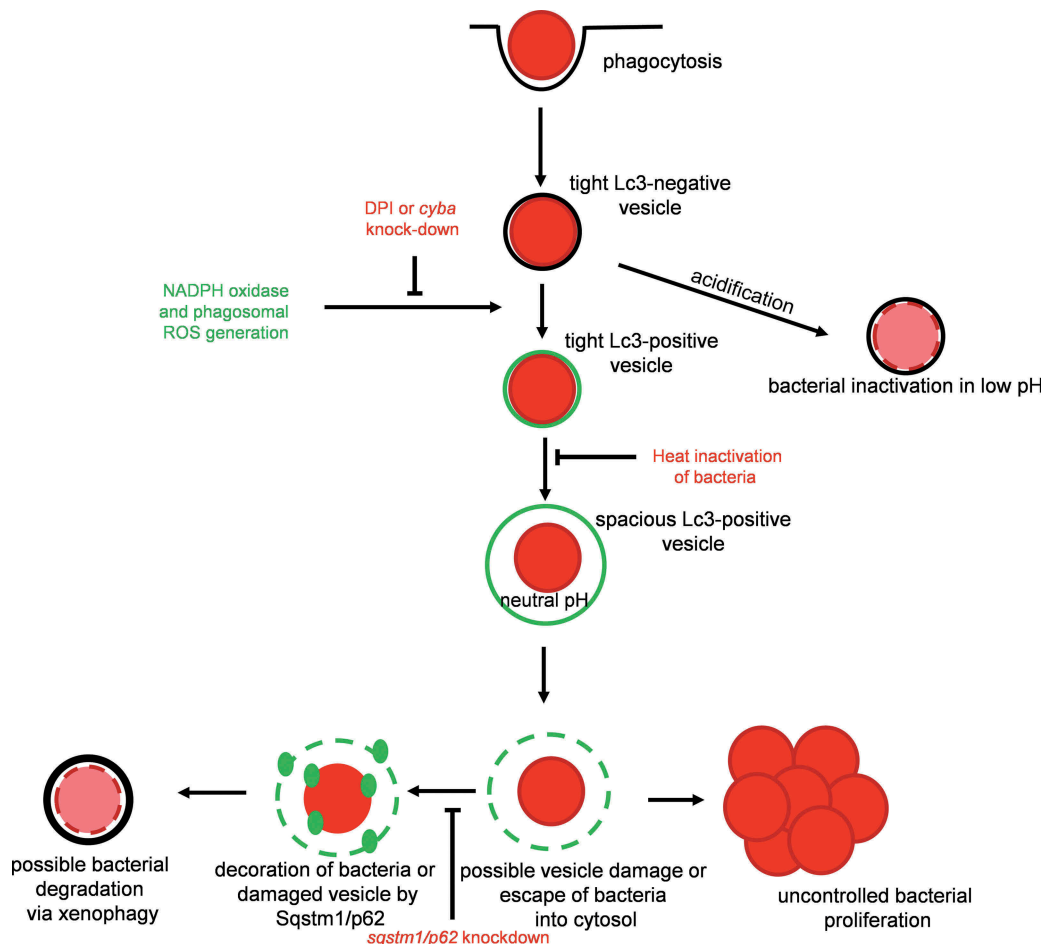 phagocytosis
tight Lc3-negative
vesicle
DPI or cyba
knock-down
NADPH oxidase
and phagosomal
ROS generation
acidification
tight Lc3-positive
vesicle
bacterial inactivation in low pH
Heat inactivation
of bacteria
spacious Lc3-positive
vesicle
neutral pH
possible bacterial
degradation
via xenophagy
decoration of bacteria or
damaged vesicle by
Sqstm1/p62
possible vesicle damage or
escape of bacteria
into cytosol
uncontrolled bacterial
proliferation
sqstm1/p62 knockdown